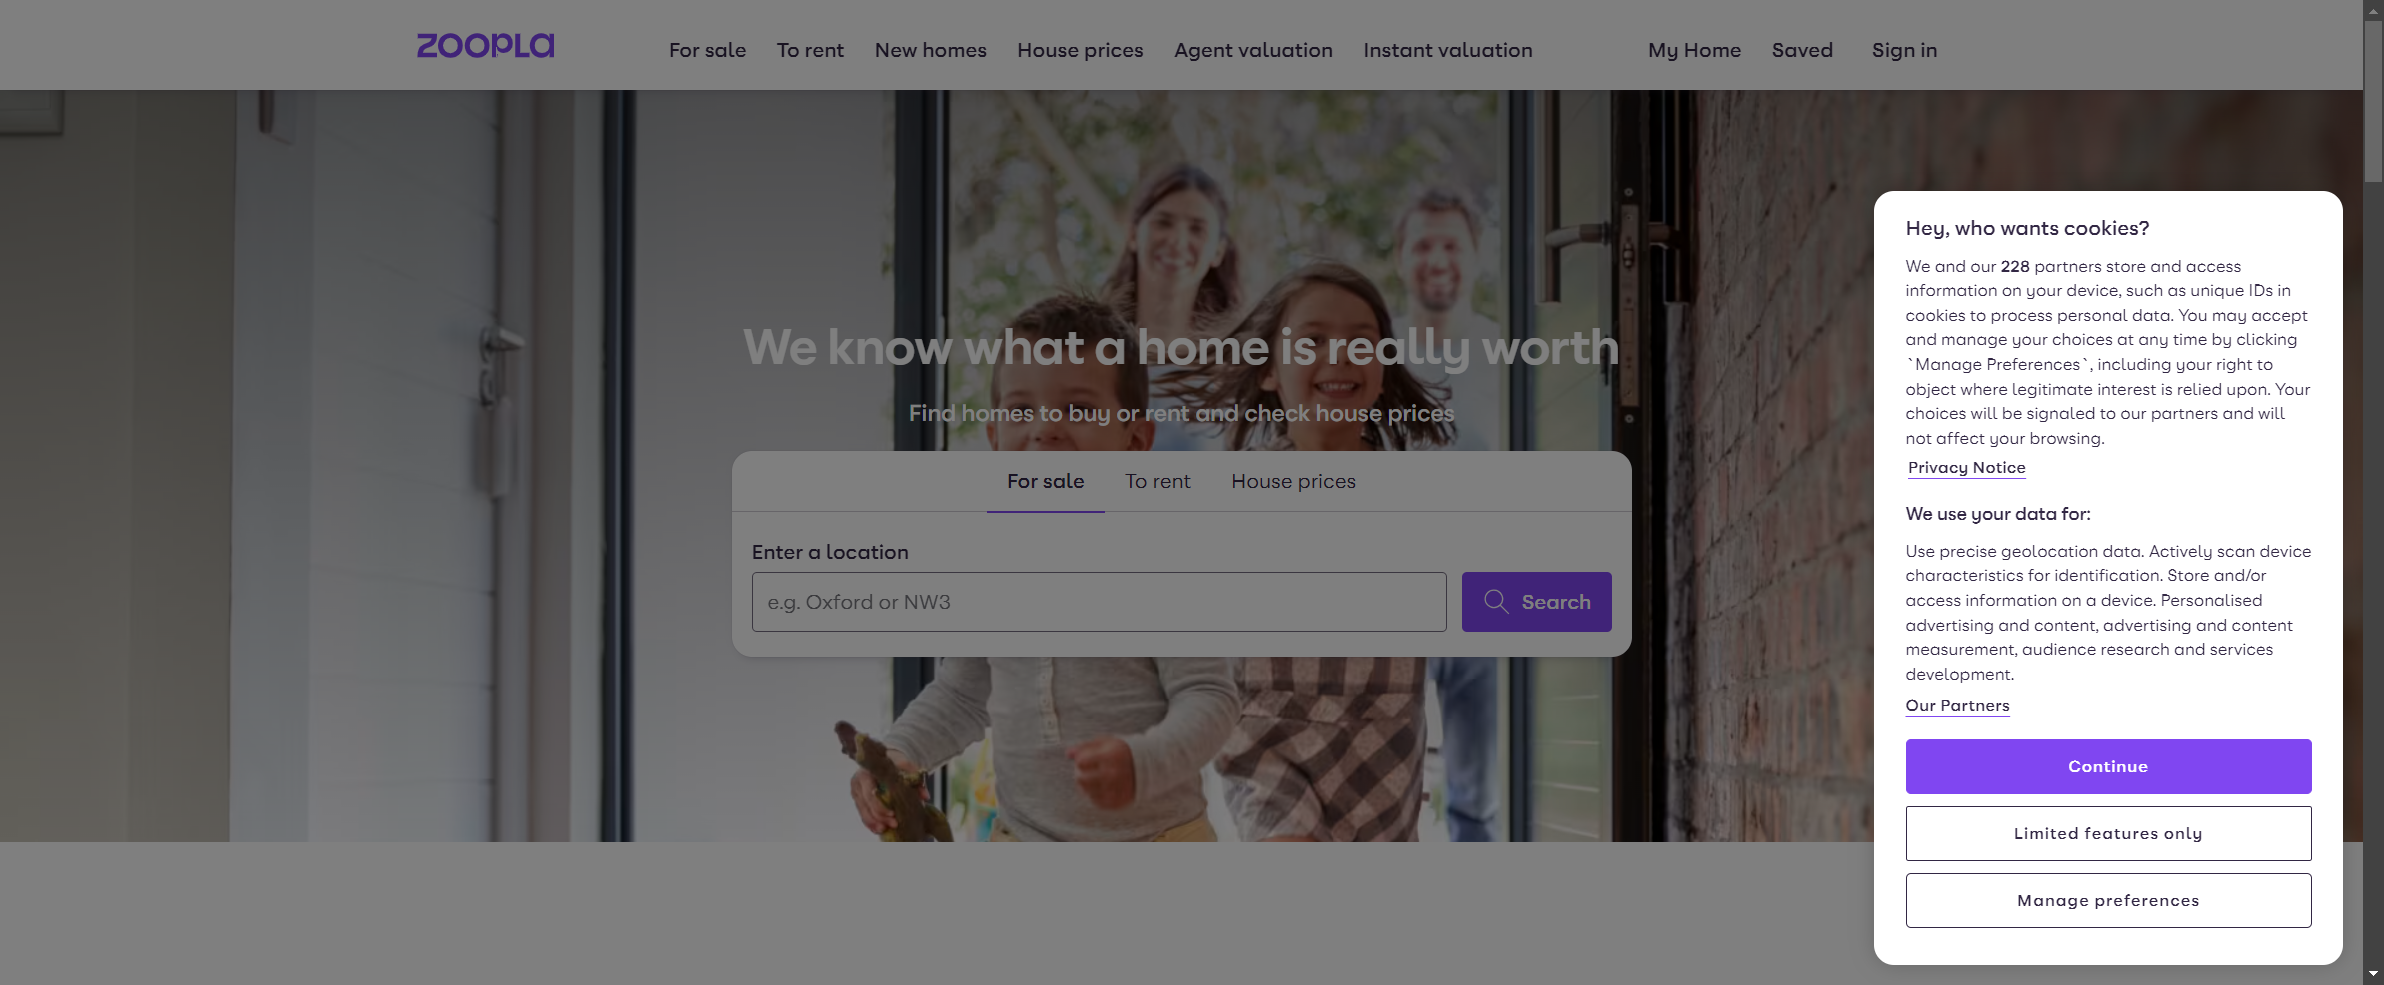 ZOOPLA
For sale To rent New homes House prices Agent valuation Instant valuation My Home Saved Sign in
We know what a home is really worth
Find homes to buy or rent and check house prices
For sale To rent House prices
Enter a location
e.g. Oxford or NW3
Search
Hey, who wants cookies?
We and our 228 partners store and access
information on your device, such as unique IDs in
cookies to process personal data. You may accept
and manage your choices at any time by clicking
`Manage Preferences`, including your right to
object where legitimate interest is relied upon. Your
choices will be signaled to our partners and will
not affect your browsing.
Privacy Notice
We use your data for:
Use precise geolocation data. Actively scan device
characteristics for identification. Store and/or
access information on a device. Personalised
advertising and content, advertising and content
measurement, audience research and services
development.
Our Partners
Continue
Limited features only
Manage preferences